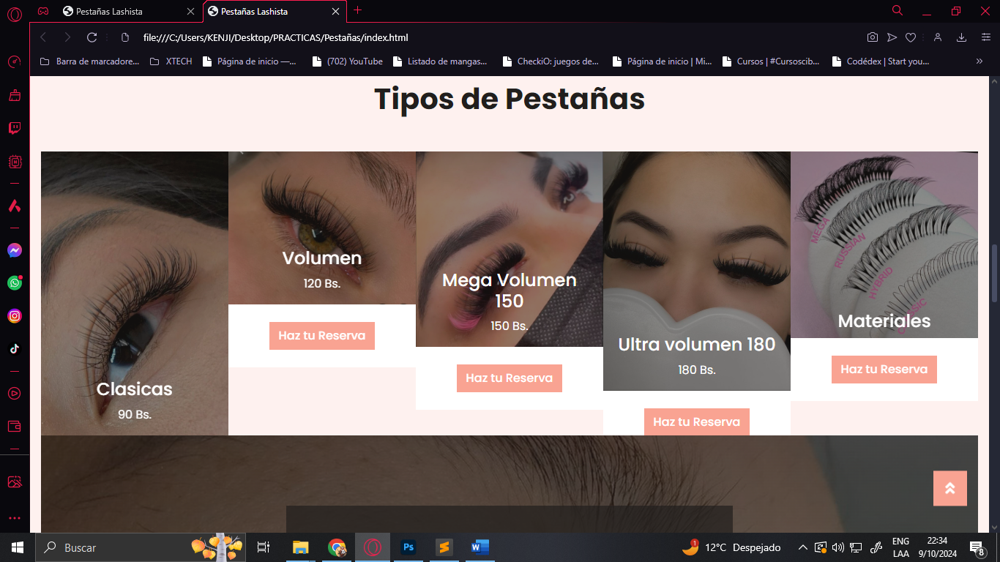 Pestañas Lashista
Pestañas Lashista
file:///C:/Users/KENJI/Desktop/PRACTICAS/Pestañas/index.html
Barra de marcadore...
XTECH
Página de inicio —...
(702) YouTube
Listado de mangas...
CheckiO: juegos de...
Página de inicio | Mi...
Cursos | #Cursoscib...
Codédex | Start you...
Tipos de Pestañas
Clasicas
90 Bs.
Volumen
120 Bs.
Haz tu Reserva
Mega Volumen
150
150 Bs.
Haz tu Reserva
Ultra volumen 180
180 Bs.
Haz tu Reserva
MEGA
RUSSIAN
HYBRID
CLASSIC
Materiales
Haz tu Reserva
Buscar
Ps
1
12°C Despejado
ENG
LAA
22:34
9/10/2024
8